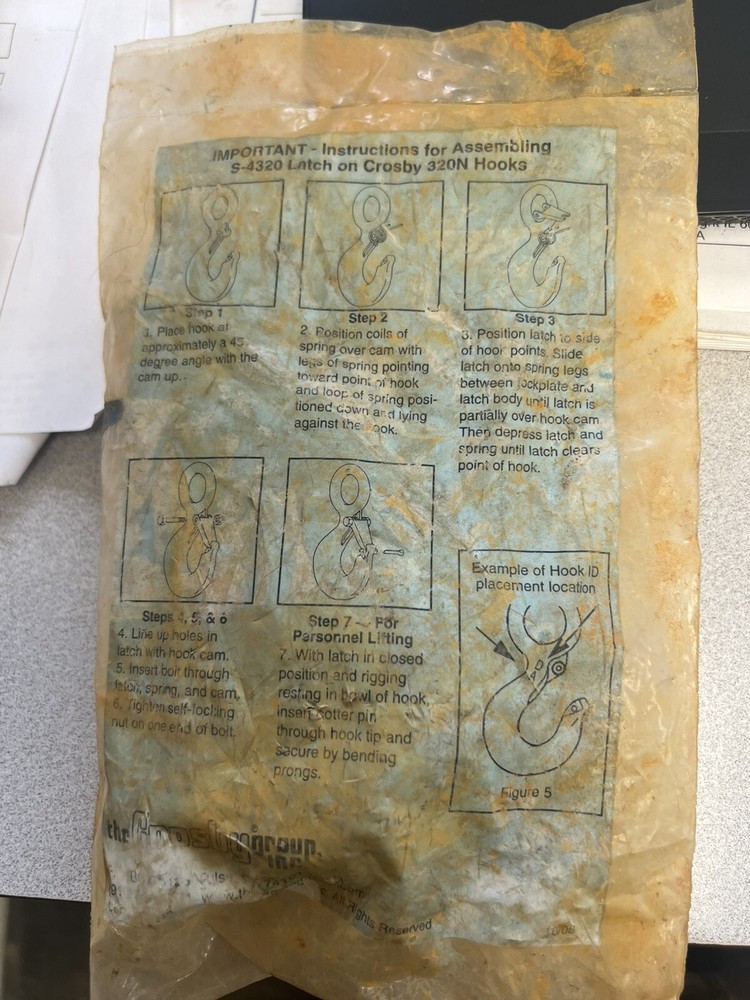 IMPORTANT - Instructions for Assembling
S-4320 Latch on Crosby 320N Hooks
Step 1
1. Place hook at
approximately a 45
degree angle with the
cam up.
Step 2
2. Position coils of
spring over cam with
legs of spring pointing
toward point of hook
and loop of spring posi-
tioned down and lying
against the hook.
Step 3
3. Position latch to side
of hook points. Slide
latch onto spring legs
between lockplate and
latch body until latch is
partially over hook cam
Then depress latch and
spring until latch clears
point of hook.
Steps 4, 5, & 6
4. Line up holes in
latch with hook cam.
5. Insert bolt through
latch, spring, and cam.
6. Tighten self-locking
nut on one end of bolt.
Step 7 - For
Personnel Lifting
7. With latch in closed
position and rigging
resting in bowl of hook,
insert cotter pin
through hook tip and
secure by bending
prongs.
Example of Hook ID
placement location
Figure 5
the Crosby group,
inc.
All Rights Reserved